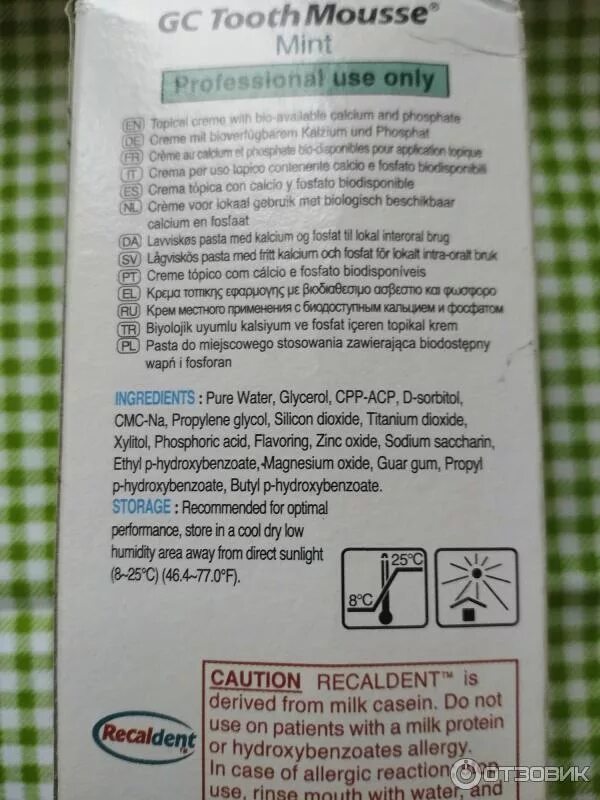 GC Tooth Mousse®
Mint
Professional use only
EN Topical creme with bio-available calcium and phosphate
DE Creme mit bioverfügbarem Kalzium und Phosphat
FR Crème au calcium et phosphate bio-disponibles pour application topique
IT Crema per uso topico contenente calcio e fosfato biodisponibili
ES Crema tópica con calcio y fosfato biodisponible
NL Crème voor lokaal gebruik met biologisch beschikbaar
calcium en fosfaat
DA Lavviskøs pasta med kalcium og fosfat til lokal interoral brug
SV Lågviskös pasta med fritt kalcium och fosfat för lokalt intra-oralt bruk
PT Creme tópico com cálcio e fosfato biodisponíveis
EL Κρεμα τοπικης εφαρμογης με βιοδιαθεσιμο ασβεστιο και φωσφορο
RU Крем местного применения с биодоступным кальцием и фосфатом
TR Biyolojik uyumlu kalsiyum ve fosfat içeren topikal krem
PL Pasta do miejscowego stosowania zawierająca biodostępny
wapń i fosforan
INGREDIENTS : Pure Water, Glycerol, CPP-ACP, D-sorbitol,
CMC-Na, Propylene glycol, Silicon dioxide, Titanium dioxide,
Xylitol, Phosphoric acid, Flavoring, Zinc oxide, Sodium saccharin,
Ethyl p-hydroxybenzoate, Magnesium oxide, Guar gum, Propyl
p-hydroxybenzoate, Butyl p-hydroxybenzoate.
STORAGE : Recommended for optimal
performance, store in a cool dry low
humidity area away from direct sunlight
(8~25°C) (46.4~77.0°F).
25°C
8°C
CAUTION RECALDENT™ is
derived from milk casein. Do not
use on patients with a milk protein
or hydroxybenzoates allergy.
In case of allergic reaction, stop
use, rinse mouth with water, and
Recaldent™
ОТЗОВИК